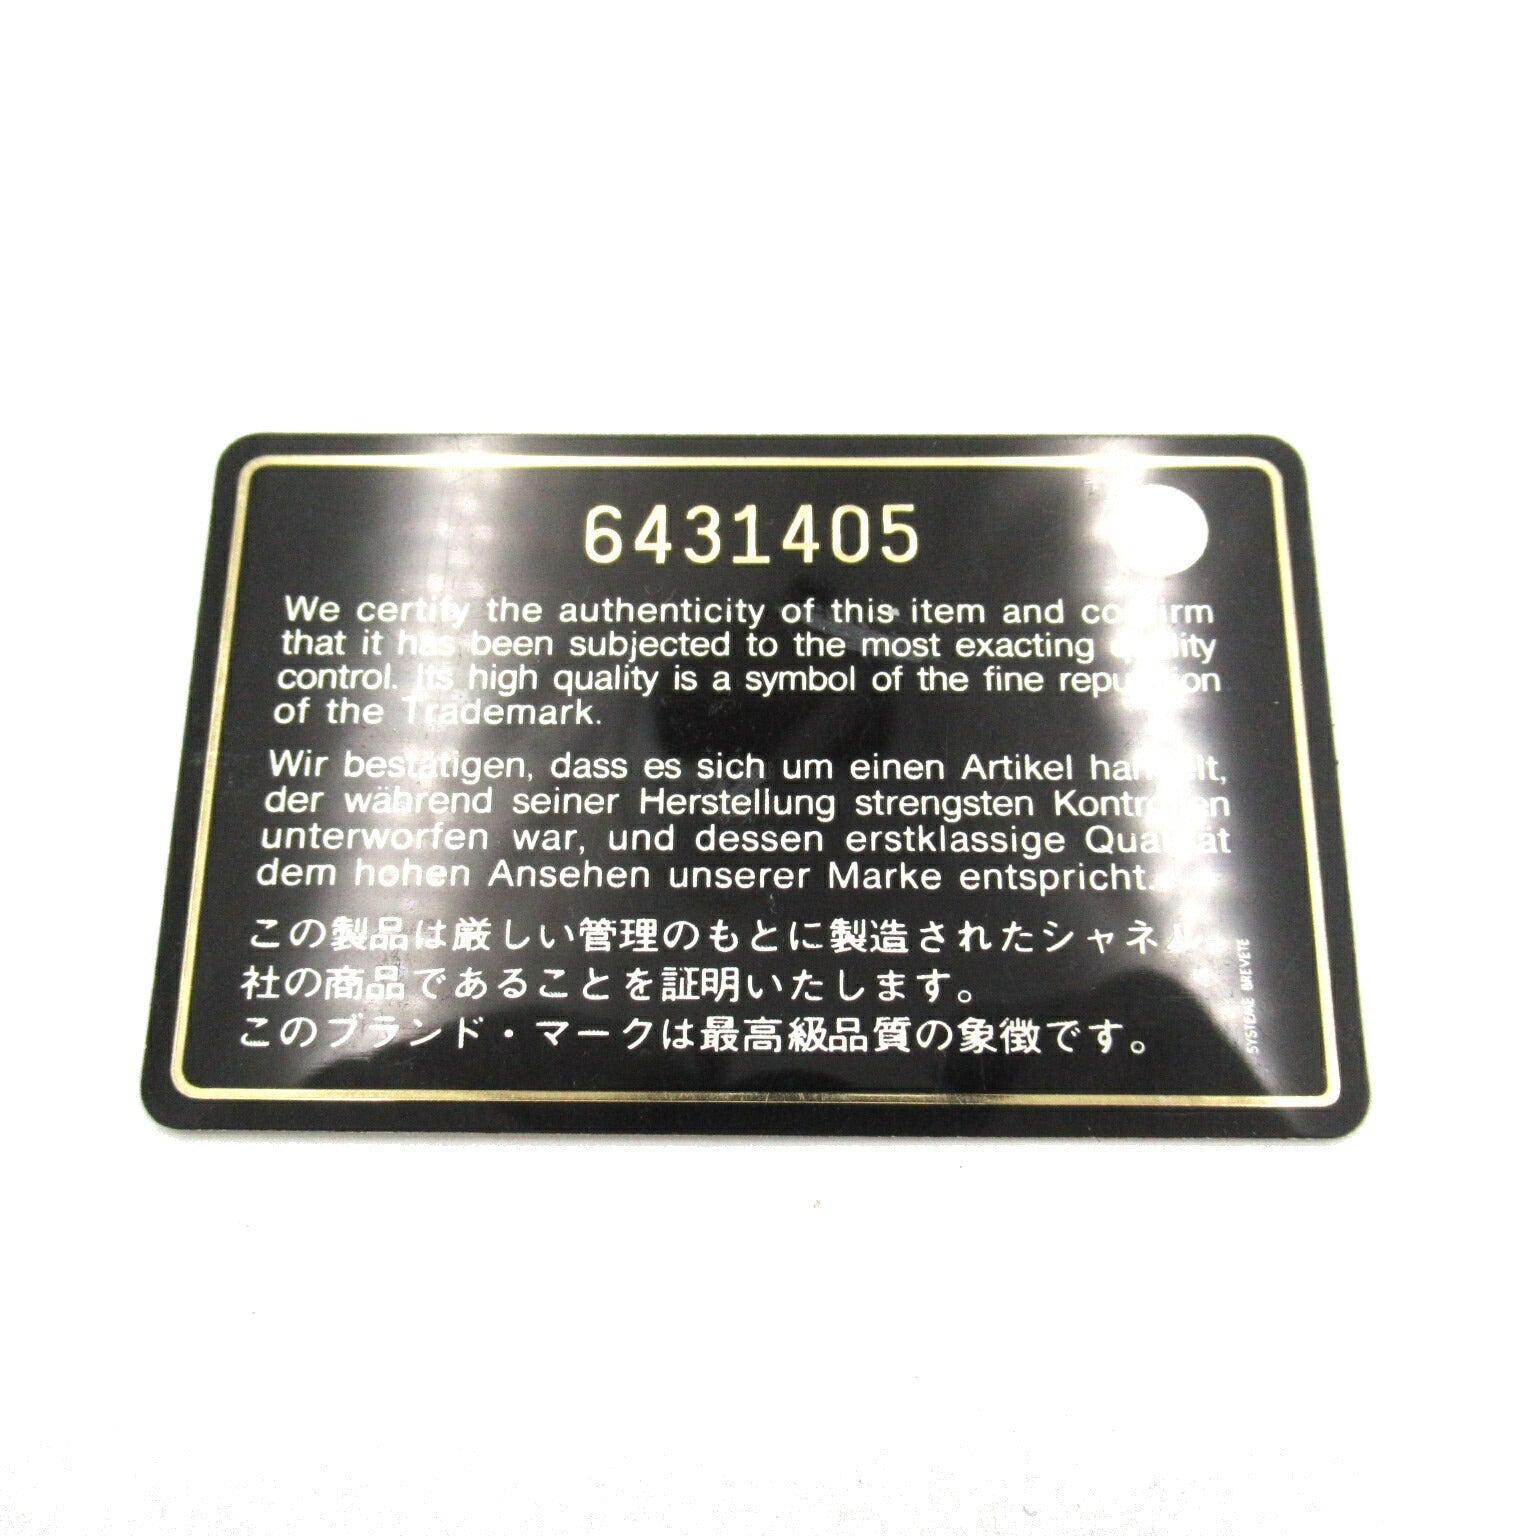 6431405
We certify the authenticity of this item and confirm
that it has been subjected to the most exacting quality
control. Its high quality is a symbol of the fine reputation
of the Trademark.
Wir bestätigen, dass es sich um einen Artikel handelt,
der während seiner Herstellung strengsten Kontrollen
unterworfen war, und dessen erstklassige Qualität
dem hohen Ansehen unserer Marke entspricht.
この製品は厳しい管理のもとに製造されたシャネル
社の商品であることを証明いたします。
このブランド・マークは最高級品質の象徴です。
SYSTEME BREVETE